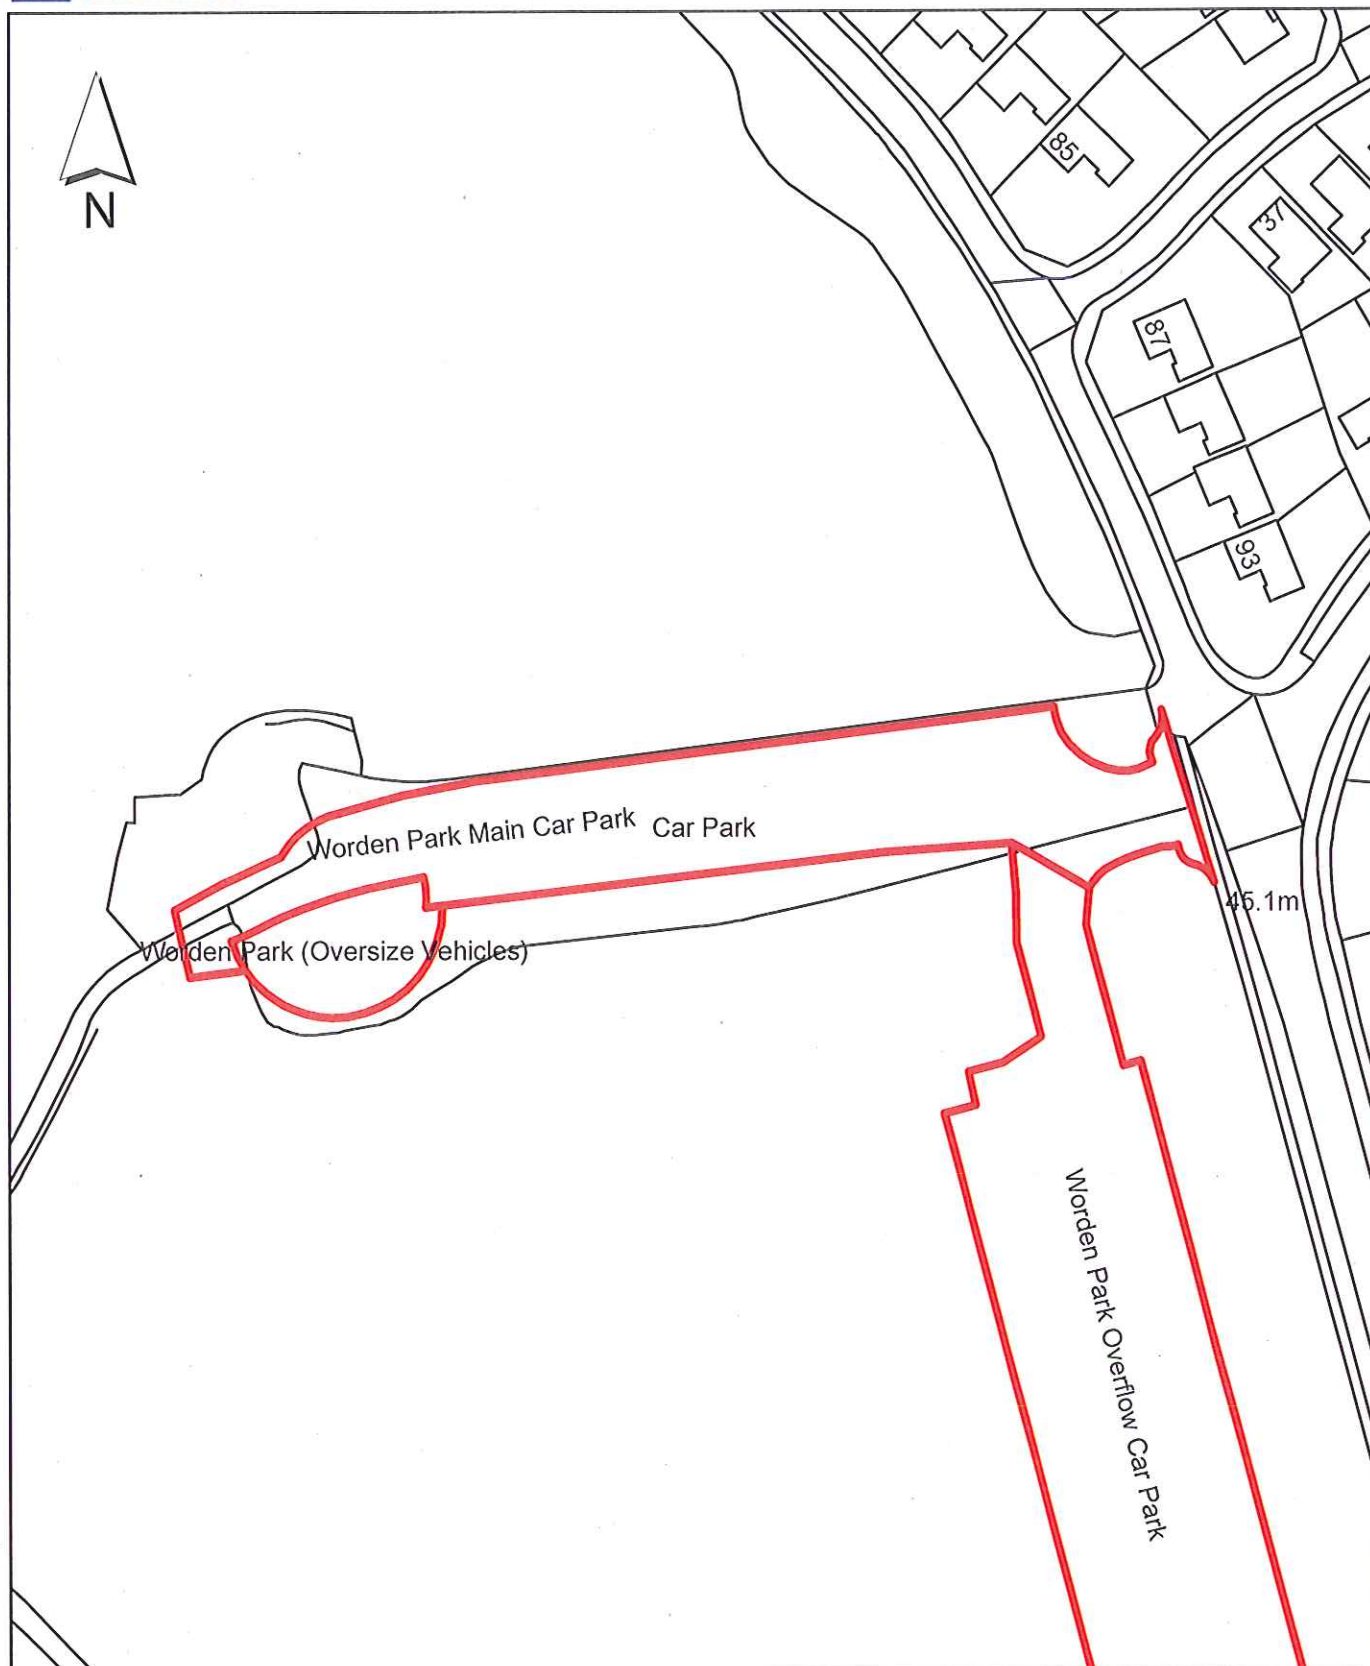 N
85
37
87
93
Worden Park Main Car Park
Car Park
45.1m
Worden Park (Oversize Vehicles)
Worden Park Overflow Car Park